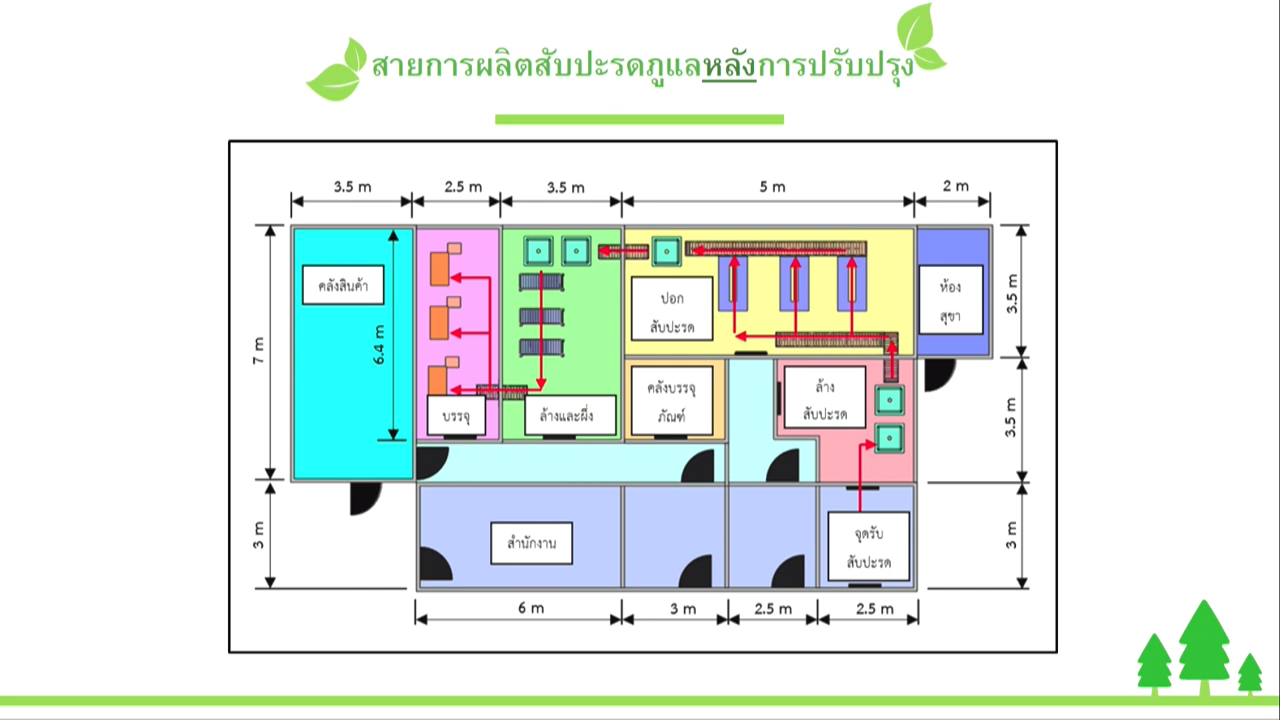 สายการผลิตสับปะรดภูแลหลังการปรับปรุง
3.5 m
2.5 m
3.5 m
5 m
2 m
คลังสินค้า
ปอก
สับปะรด
ห้อง
สุขา
3.5 m
7 m
6.4 m
บรรจุ
ล้างและผึ่ง
คลังบรรจุ
ภัณฑ์
ล้าง
สับปะรด
3.5 m
3 m
สำนักงาน
จุดรับ
สับปะรด
3 m
6 m
3 m
2.5 m
2.5 m